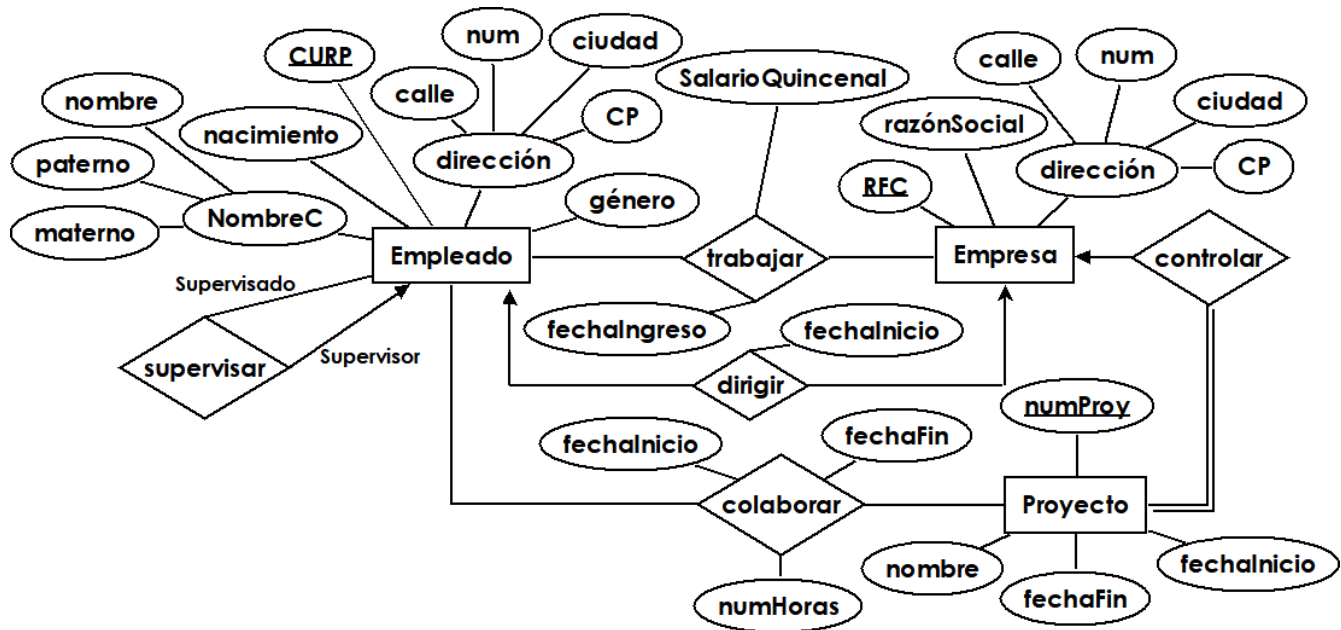 num
ciudad
CURP
calle
nombre
nacimiento
CP
SalarioQuincenal
calle
num
razónSocial
ciudad
paterno
dirección
dirección
CP
RFC
materno
NombreC
género
Empleado
trabajar
Empresa
controlar
Supervisado
fechaIngreso
fechaInicio
supervisar
Supervisor
dirigir
numProy
fechaInicio
fechaFin
colaborar
Proyecto
nombre
fechaInicio
numHoras
fechaFin